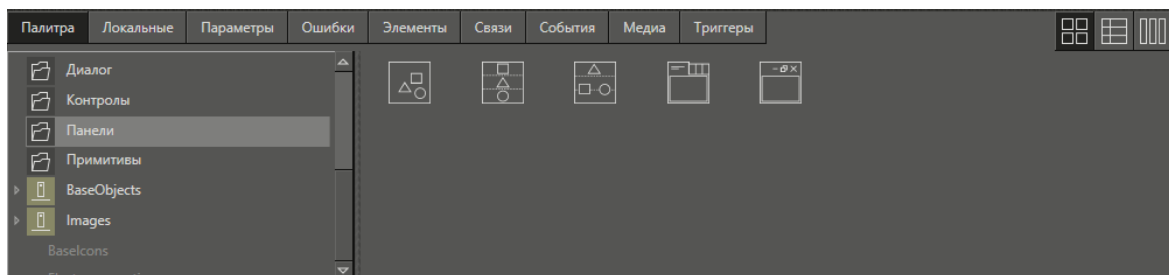 Палитра Локальные Параметры Ошибки Элементы Связи События Медиа Триггеры
Диалог
Контролы
Панели
Примитивы
BaseObjects
Images
BaseIcons